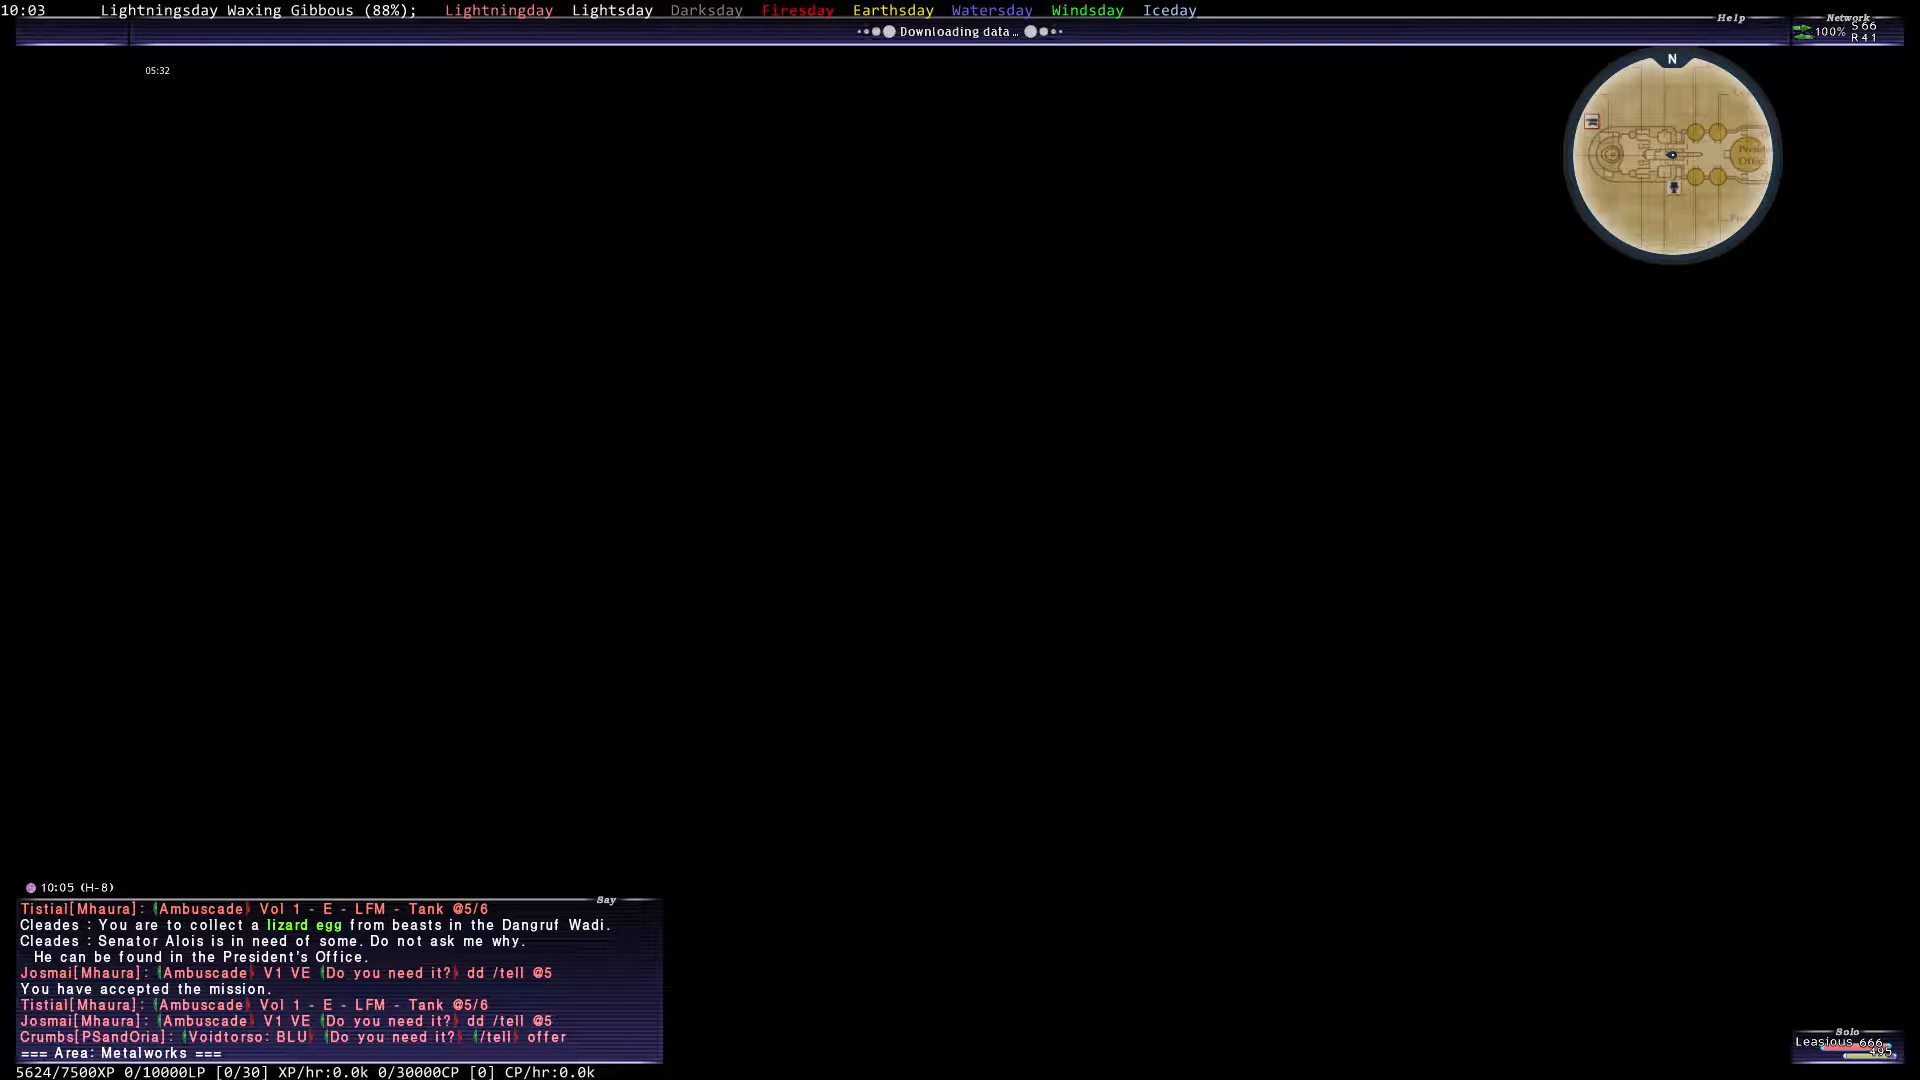 10:03 Lightningsday Waxing Gibbous (88%); Lightningday Lightsday Darksday Firesday Earthsday Watersday Windsday Iceday
Help
Network
Downloading data ...
100% S 66
R 41
05:32
N
10:05 (H-8)
Say
Tistial[Mhaura]: Ambuscade Vol 1 - E - LFM - Tank @5/6
Cleades : You are to collect a lizard egg from beasts in the Dangruf Wadi.
Cleades : Senator Alois is in need of some. Do not ask me why.
He can be found in the President's Office.
Josmai[Mhaura]: Ambuscade V1 VE Do you need it? dd /tell @5
You have accepted the mission.
Tistial[Mhaura]: Ambuscade Vol 1 - E - LFM - Tank @5/6
Josmai[Mhaura]: Ambuscade V1 VE Do you need it? dd /tell @5
Crumbs[PSandOria]: Voidtorso: BLU Do you need it? /tell offer
=== Area: Metalworks ===
Solo
Leasious 666
495
5624/7500XP 0/10000LP [0/30] XP/hr:0.0k 0/30000CP [0] CP/hr:0.0k